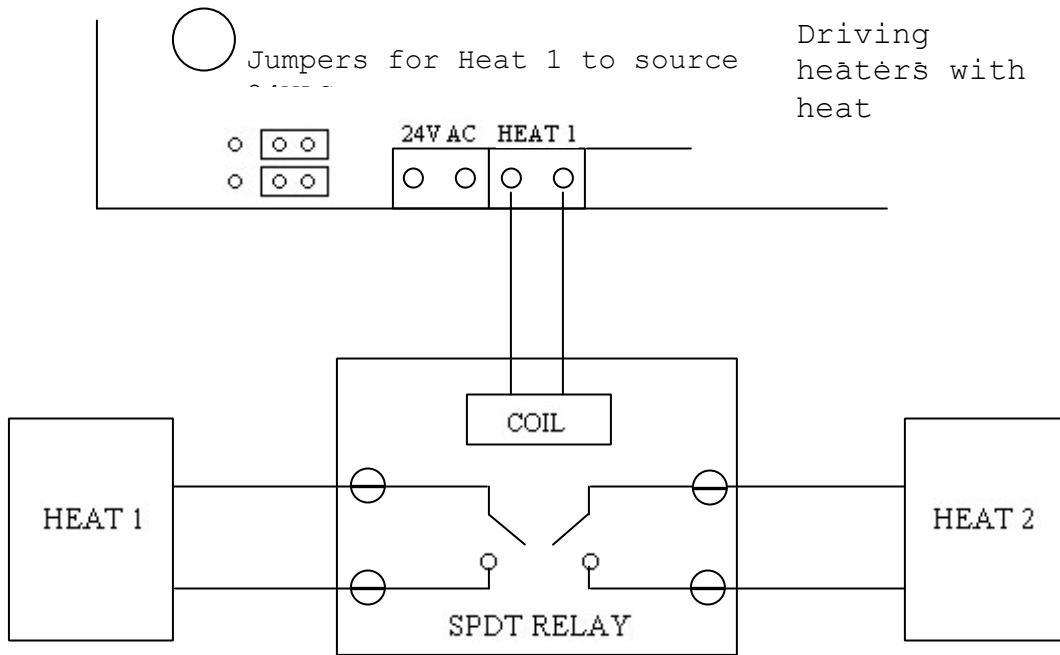 Jumpers for Heat 1 to source
Driving
heaters with
heat
24V AC HEAT 1
COIL
HEAT 1
HEAT 2
SPDT RELAY